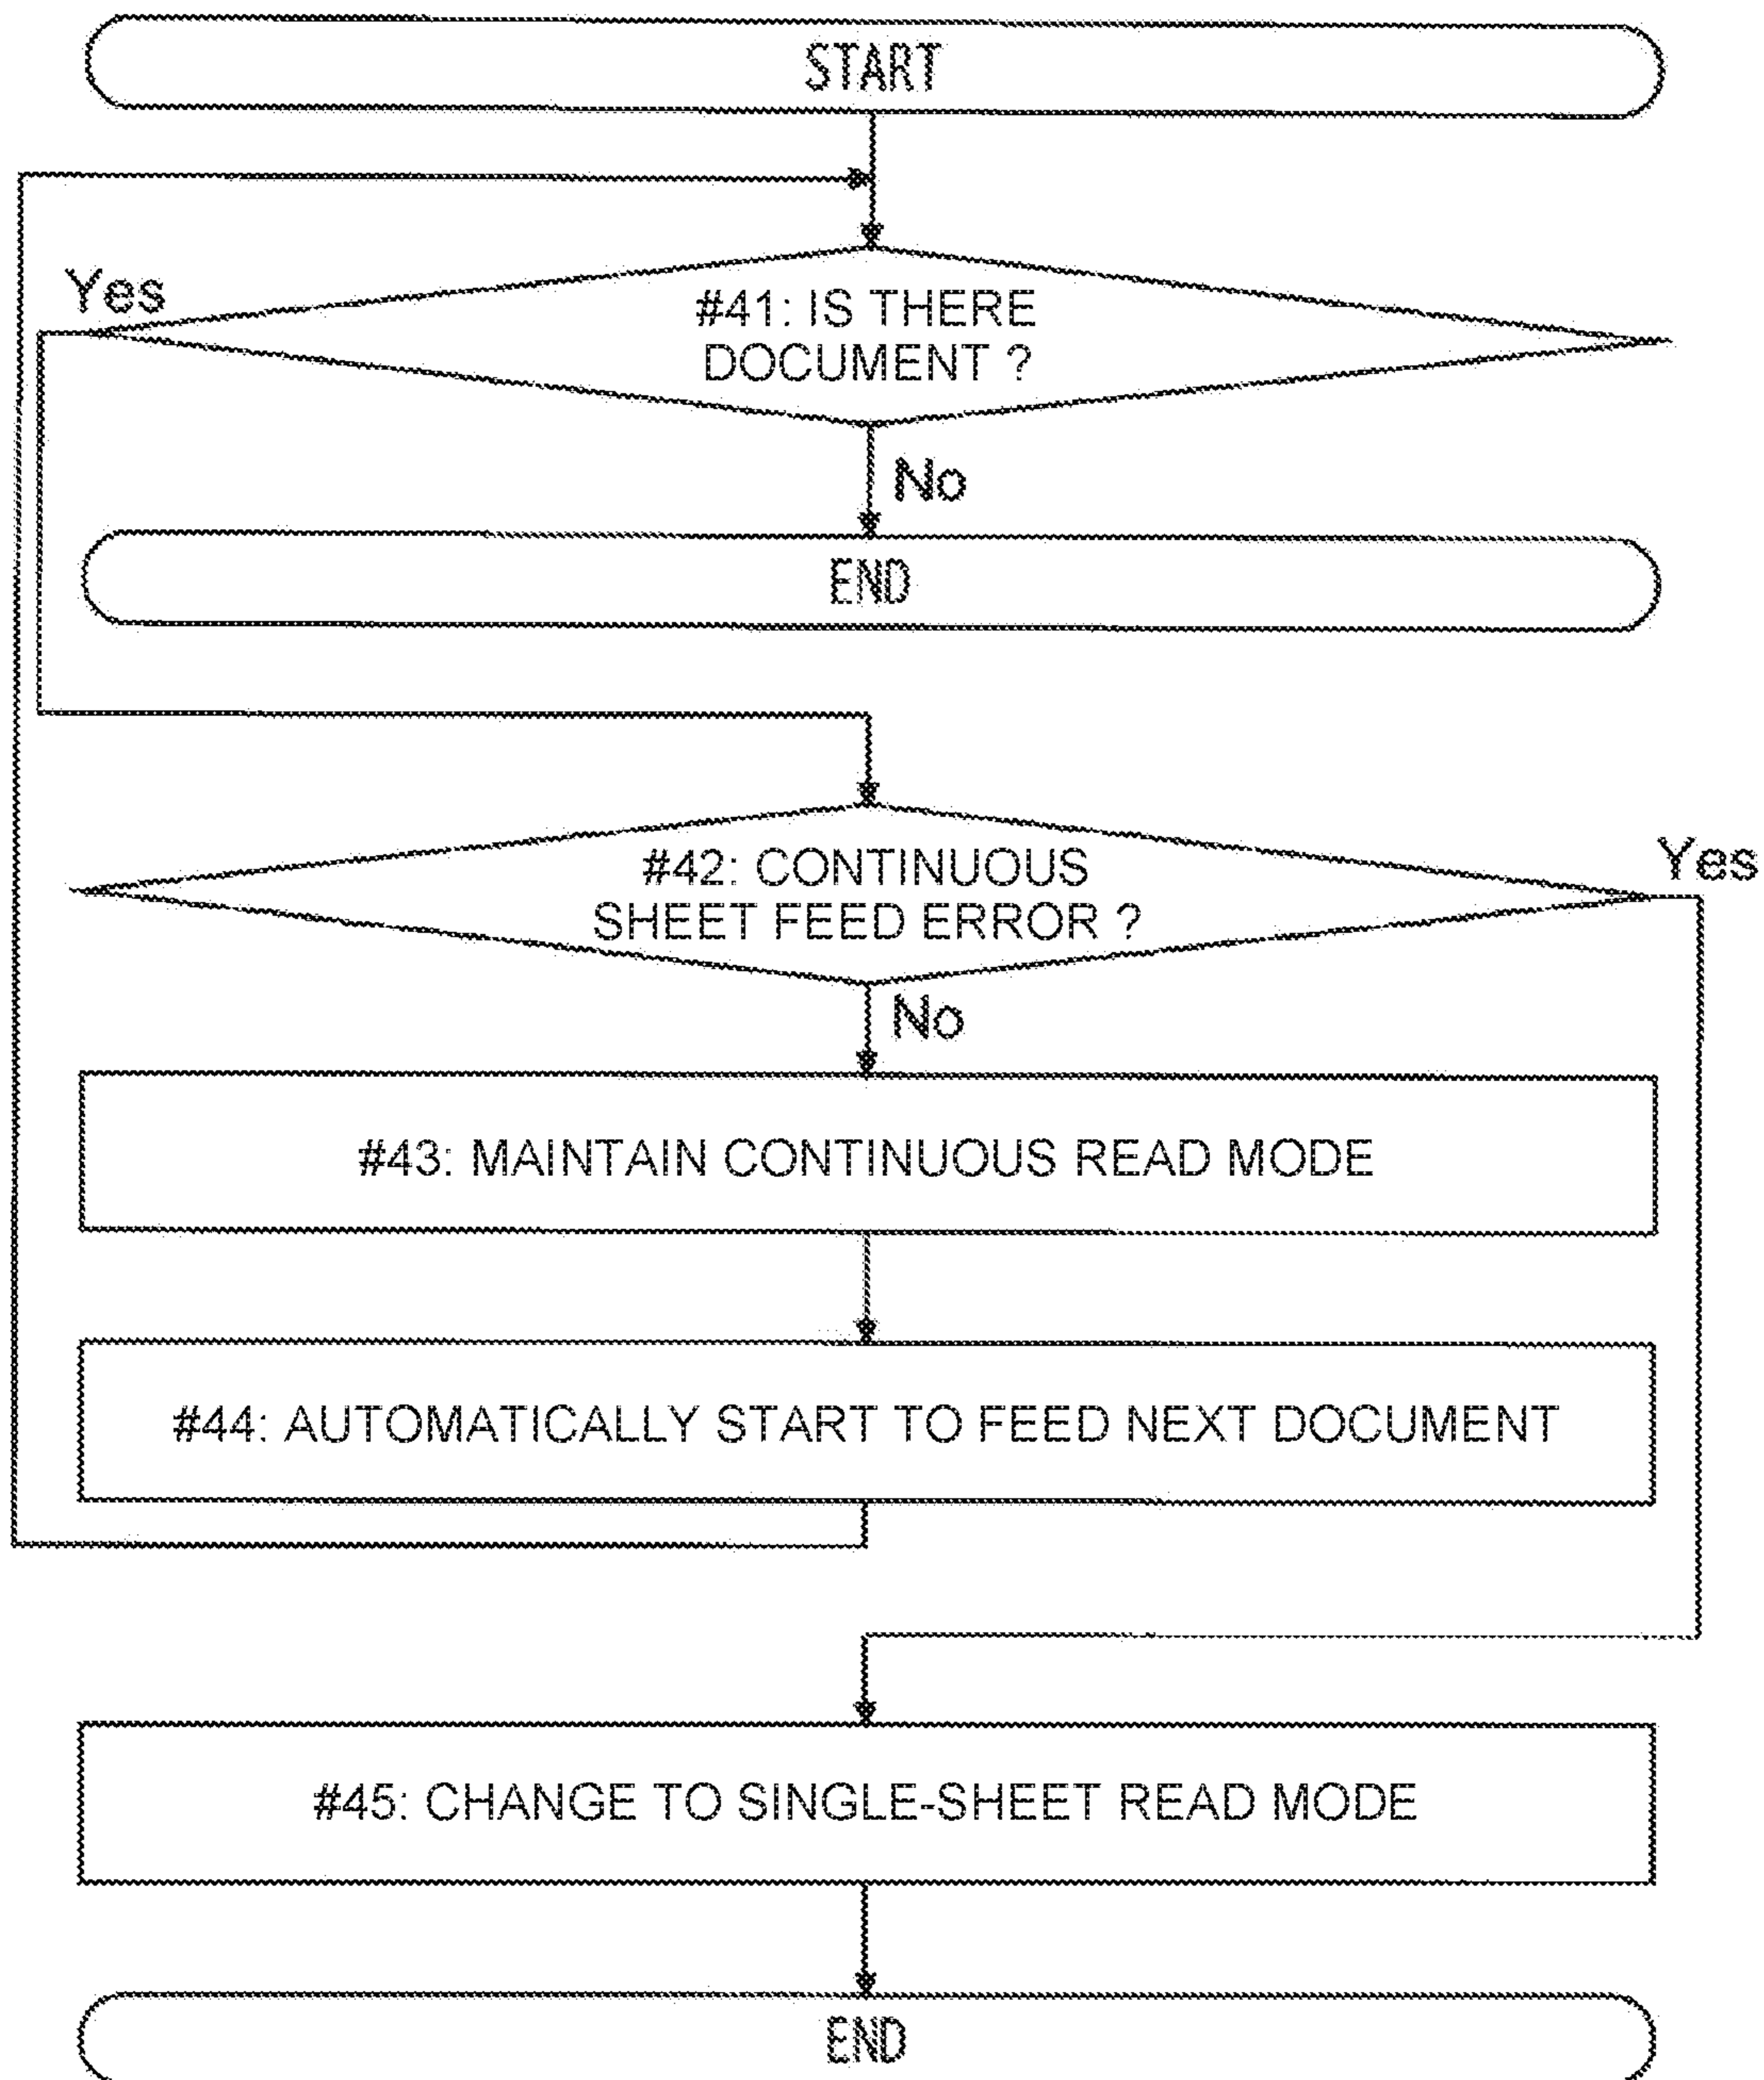 START
Yes
#41: IS THERE
DOCUMENT ?
No
END
#42: CONTINUOUS
SHEET FEED ERROR ?
Yes
No
#43: MAINTAIN CONTINUOUS READ MODE
#44: AUTOMATICALLY START TO FEED NEXT DOCUMENT
#45: CHANGE TO SINGLE-SHEET READ MODE
END